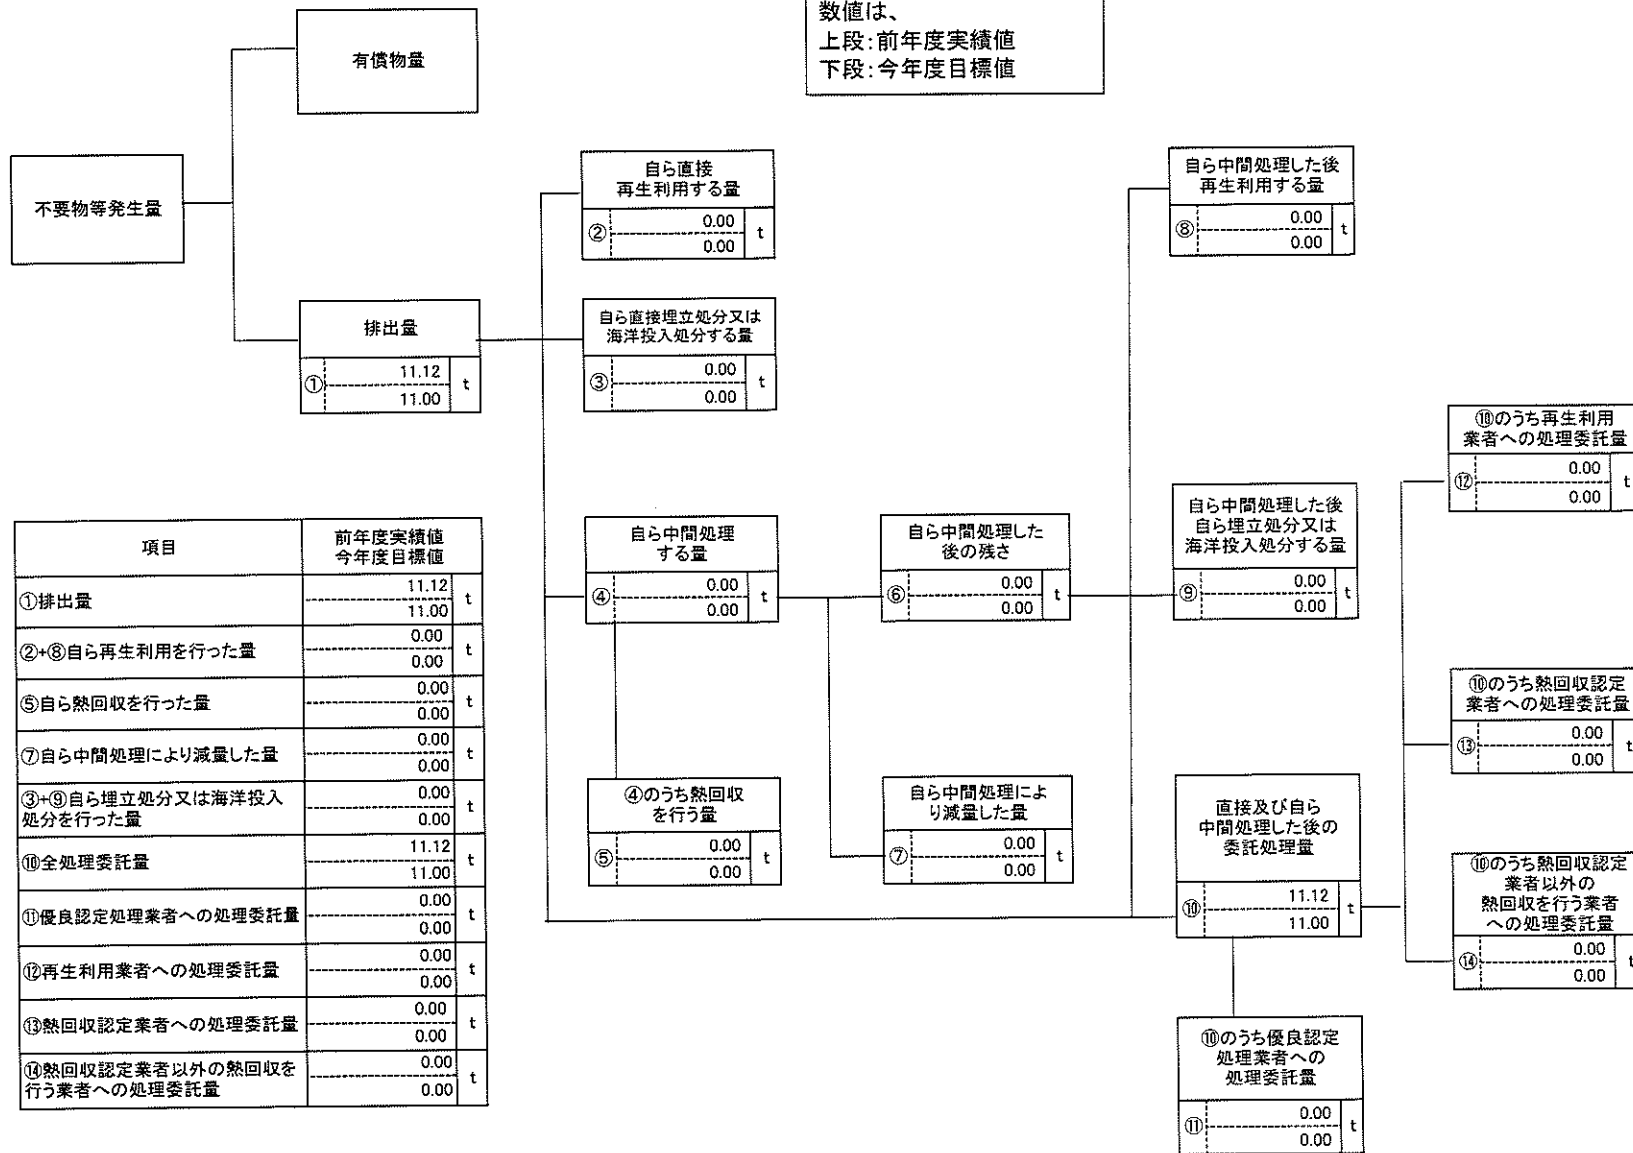 数値は、
上段:前年度実績値
下段:今年度目標値
有償物量
不要物等発生量
排出量
①
11.12
11.00
t
自ら直接
再生利用する量
②
0.00
0.00
t
自ら直接埋立処分又は
海洋投入処分する量
③
0.00
0.00
t
自ら中間処理
する量
④
0.00
0.00
t
④のうち熱回収
を行う量
⑤
0.00
0.00
t
自ら中間処理した
後の残さ
⑥
0.00
0.00
t
自ら中間処理によ
り減量した量
⑦
0.00
0.00
t
自ら中間処理した後
再生利用する量
⑧
0.00
0.00
t
自ら中間処理した後
自ら埋立処分又は
海洋投入処分する量
⑨
0.00
0.00
t
直接及び自ら
中間処理した後の
委託処理量
⑩
11.12
11.00
t
⑩のうち優良認定
処理業者への
処理委託量
⑪
0.00
0.00
t
⑩のうち再生利用
業者への処理委託量
⑫
0.00
0.00
t
⑩のうち熱回収認定
業者への処理委託量
⑬
0.00
0.00
t
⑩のうち熱回収認定
業者以外の
熱回収を行う業者
への処理委託量
⑭
0.00
0.00
t
項目
前年度実績値
今年度目標値
①排出量
11.12
11.00
t
②+⑧自ら再生利用を行った量
0.00
0.00
t
⑤自ら熱回収を行った量
0.00
0.00
t
⑦自ら中間処理により減量した量
0.00
0.00
t
③+⑨自ら埋立処分又は海洋投入
処分を行った量
0.00
0.00
t
⑩全処理委託量
11.12
11.00
t
⑪優良認定処理業者への処理委託量
0.00
0.00
t
⑫再生利用業者への処理委託量
0.00
0.00
t
⑬熱回収認定業者への処理委託量
0.00
0.00
t
⑭熱回収認定業者以外の熱回収を
行う業者への処理委託量
0.00
0.00
t